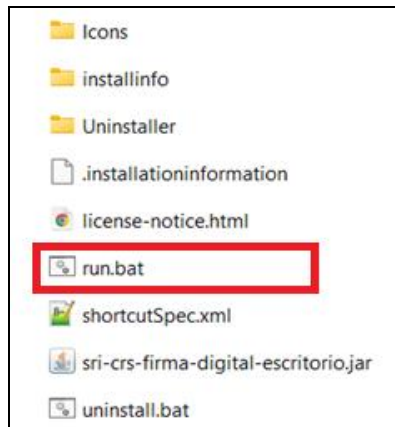 Icons
installinfo
Uninstaller
.installationinformation
license-notice.html
run.bat
shortcutSpec.xml
sri-crs-firma-digital-escritorio.jar
uninstall.bat